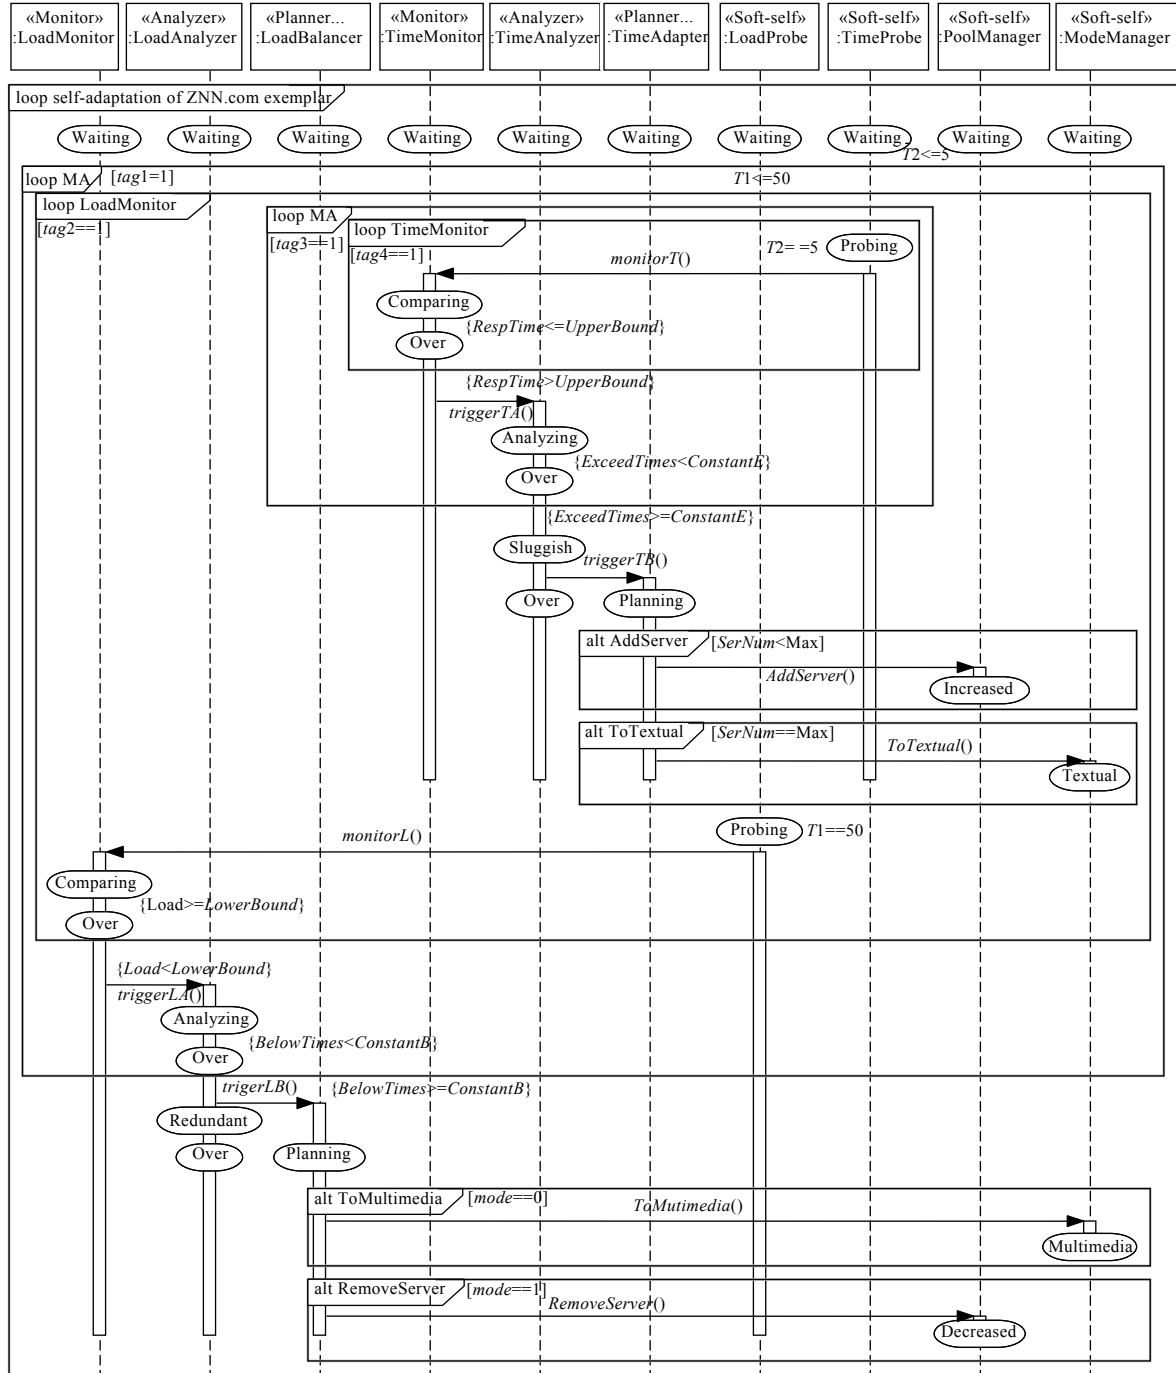 «Monitor»
:LoadMonitor
«Analyzer»
:LoadAnalyzer
«Planner...
:LoadBalancer
«Monitor»
:TimeMonitor
«Analyzer»
:TimeAnalyzer
«Planner...
:TimeAdapter
«Soft-self»
:LoadProbe
«Soft-self»
:TimeProbe
«Soft-self»
:PoolManager
«Soft-self»
:ModeManager
loop self-adaptation of ZNN.com exemplar
Waiting
Waiting
Waiting
Waiting
Waiting
Waiting
Waiting
Waiting
Waiting
Waiting
T2<=5
loop MA
[tag1=1]
T1<=50
loop LoadMonitor
[tag2==1]
loop MA
[tag3==1]
loop TimeMonitor
[tag4==1]
T2= =5
Probing
monitorT()
Comparing
{RespTime<=UpperBound}
Over
{RespTime>UpperBound}
triggerTA()
Analyzing
{ExceedTimes<ConstantE}
Over
{ExceedTimes>=ConstantE}
Sluggish
triggerTB()
Over
Planning
alt AddServer
[SerNum<Max]
AddServer()
Increased
alt ToTextual
[SerNum==Max]
ToTextual()
Textual
Probing
T1==50
monitorL()
Comparing
{Load>=LowerBound}
Over
{Load<LowerBound}
triggerLA()
Analyzing
{BelowTimes<ConstantB}
Over
trigerLB()
{BelowTimes>=ConstantB}
Redundant
Over
Planning
alt ToMultimedia
[mode==0]
ToMutimedia()
Multimedia
alt RemoveServer
[mode==1]
RemoveServer()
Decreased